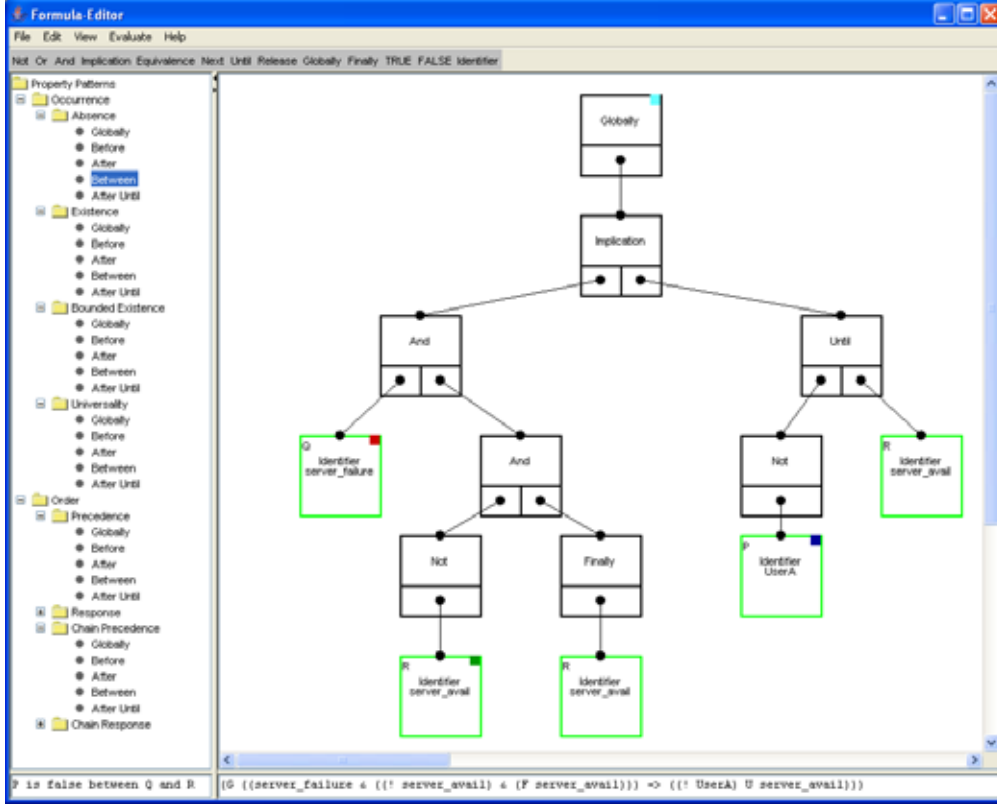 Formula-Editor
File Edit View Evaluate Help
Not Or And Implication Equivalence Next Until Release Globally Finally TRUE FALSE Identifier
Property Patterns
Occurrence
Absence
Globally
Before
After
Between
After Until
Existence
Globally
Before
After
Between
After Until
Bounded Existence
Globally
Before
After
Between
After Until
Universality
Globally
Before
After
Between
After Until
Order
Precedence
Globally
Before
After
Between
After Until
Response
Chain Precedence
Globally
Before
After
Between
After Until
Chain Response
Globally
Implication
And
Until
Q
Identifier
server_failure
And
Not
R
Identifier
server_avail
Not
Finally
P
Identifier
UserA
R
Identifier
server_avail
R
Identifier
server_avail
P is false between Q and R
(G ((server_failure & ((! server_avail) & (F server_avail))) => ((! UserA) U server_avail)))